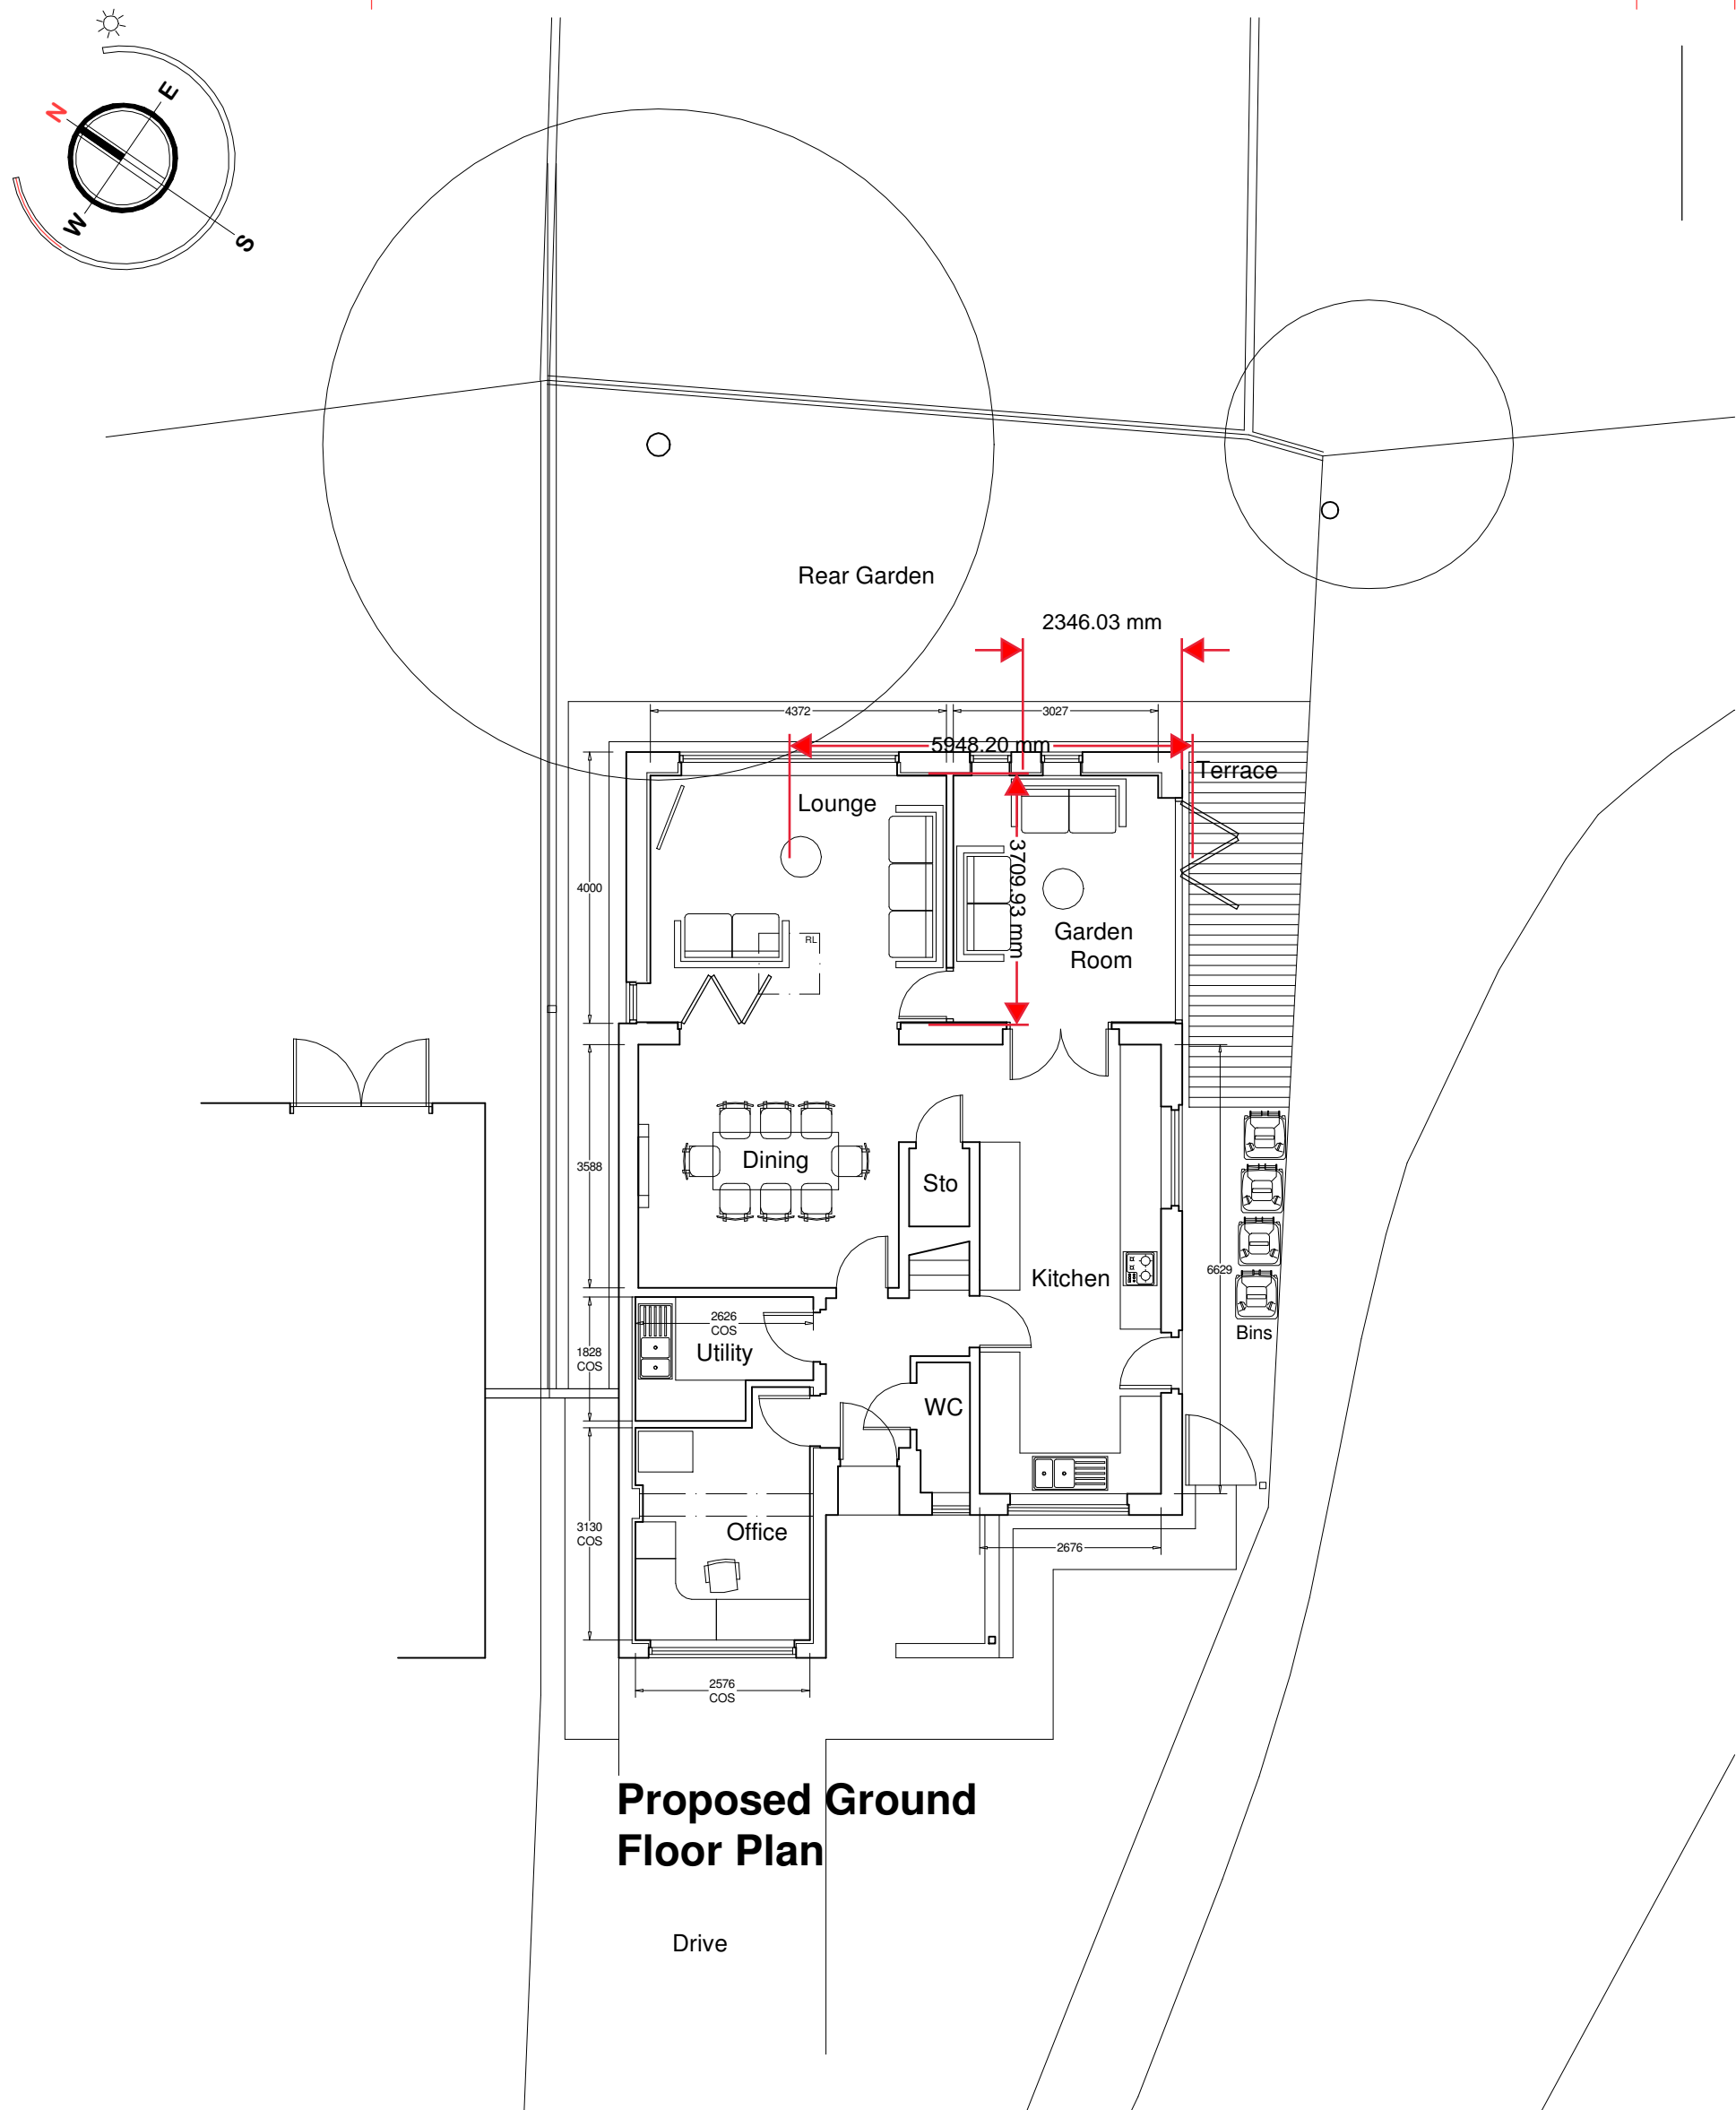 N
E
W
S
Rear Garden
2346.03 mm
4372
3027
5948.20 mm
Terrace
Lounge
3709.93 mm
4000
RL
Garden
Room
3588
Dining
Sto
Kitchen
6629
Bins
2626
COS
Utility
1828
COS
WC
3130
COS
Office
2676
2576
COS
Proposed Ground
Floor Plan
Drive